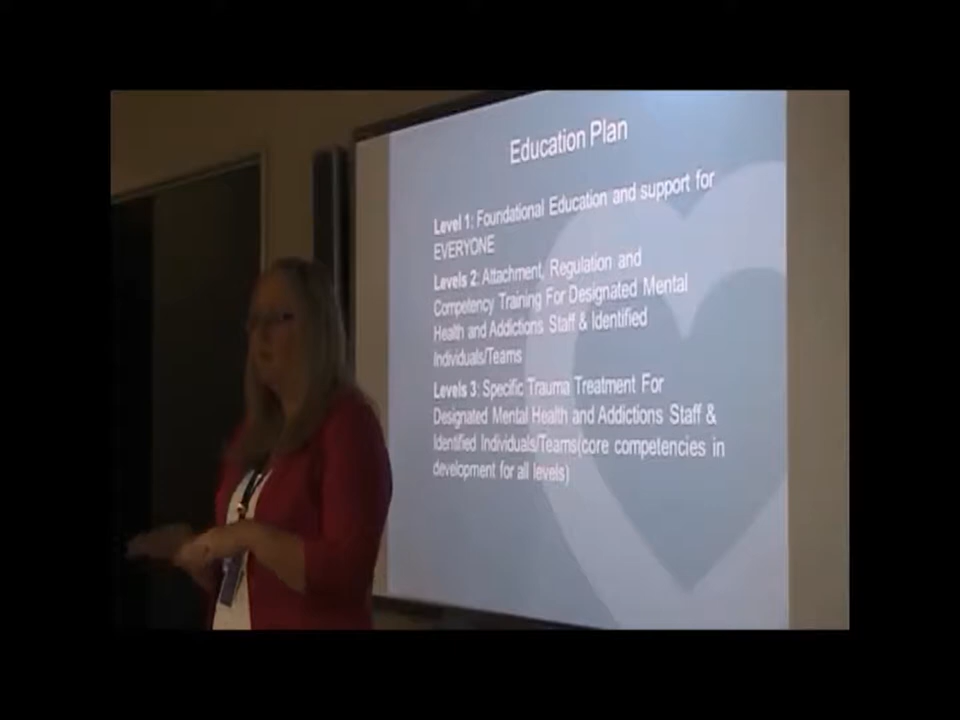 Education Plan
Level 1: Foundational Education and support for
EVERYONE
Levels 2: Attachment, Regulation and
Competency Training For Designated Mental
Health and Addictions Staff & Identified
Individuals/Teams
Levels 3: Specific Trauma Treatment For
Designated Mental Health and Addictions Staff &
Identified Individuals/Teams(core competencies in
development for all levels)